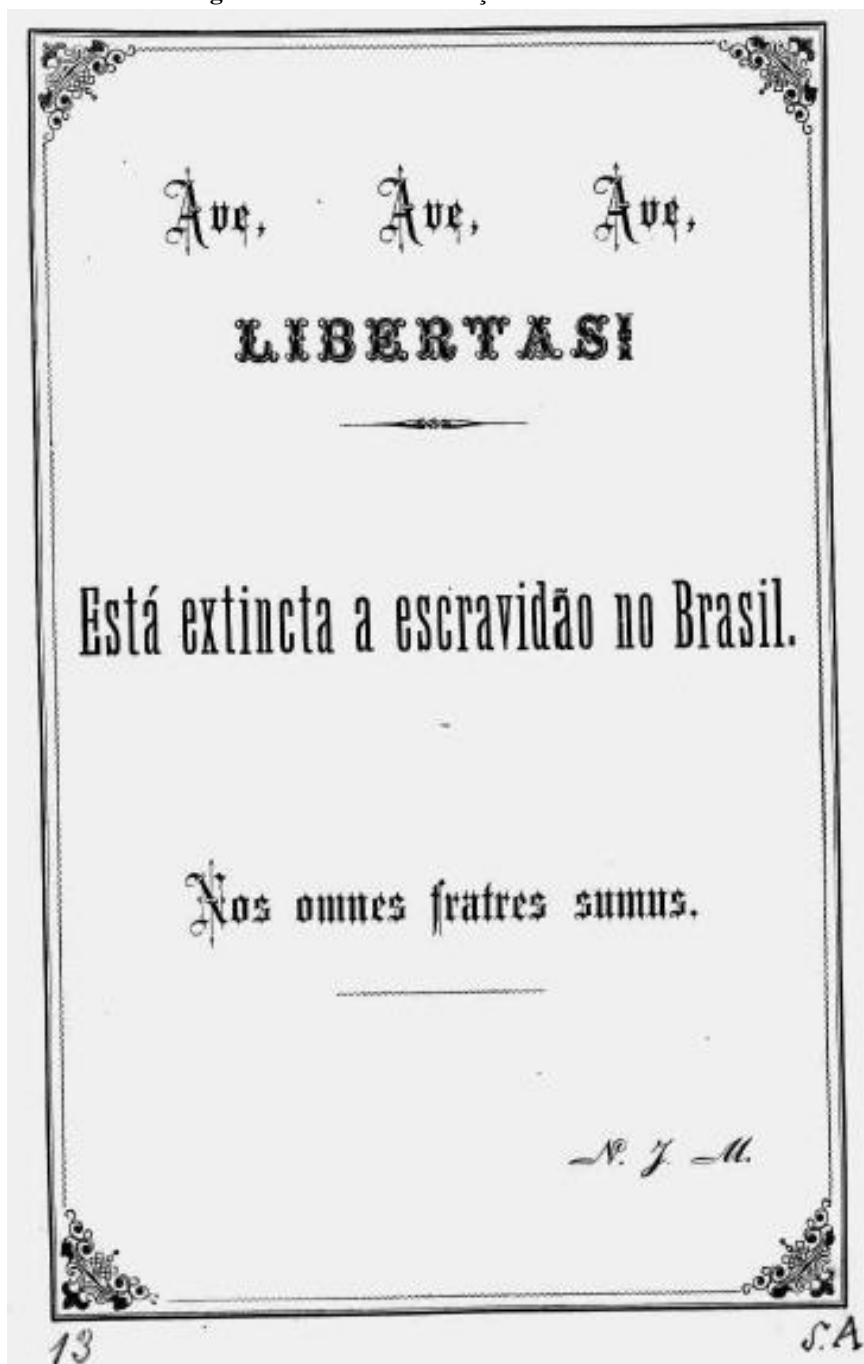 Ave, Ave, Ave,
LIBERTAS!
Está extincta a escravidão no Brasil.
Nos omnes fratres sumus.
N. J. M.
13
S.A